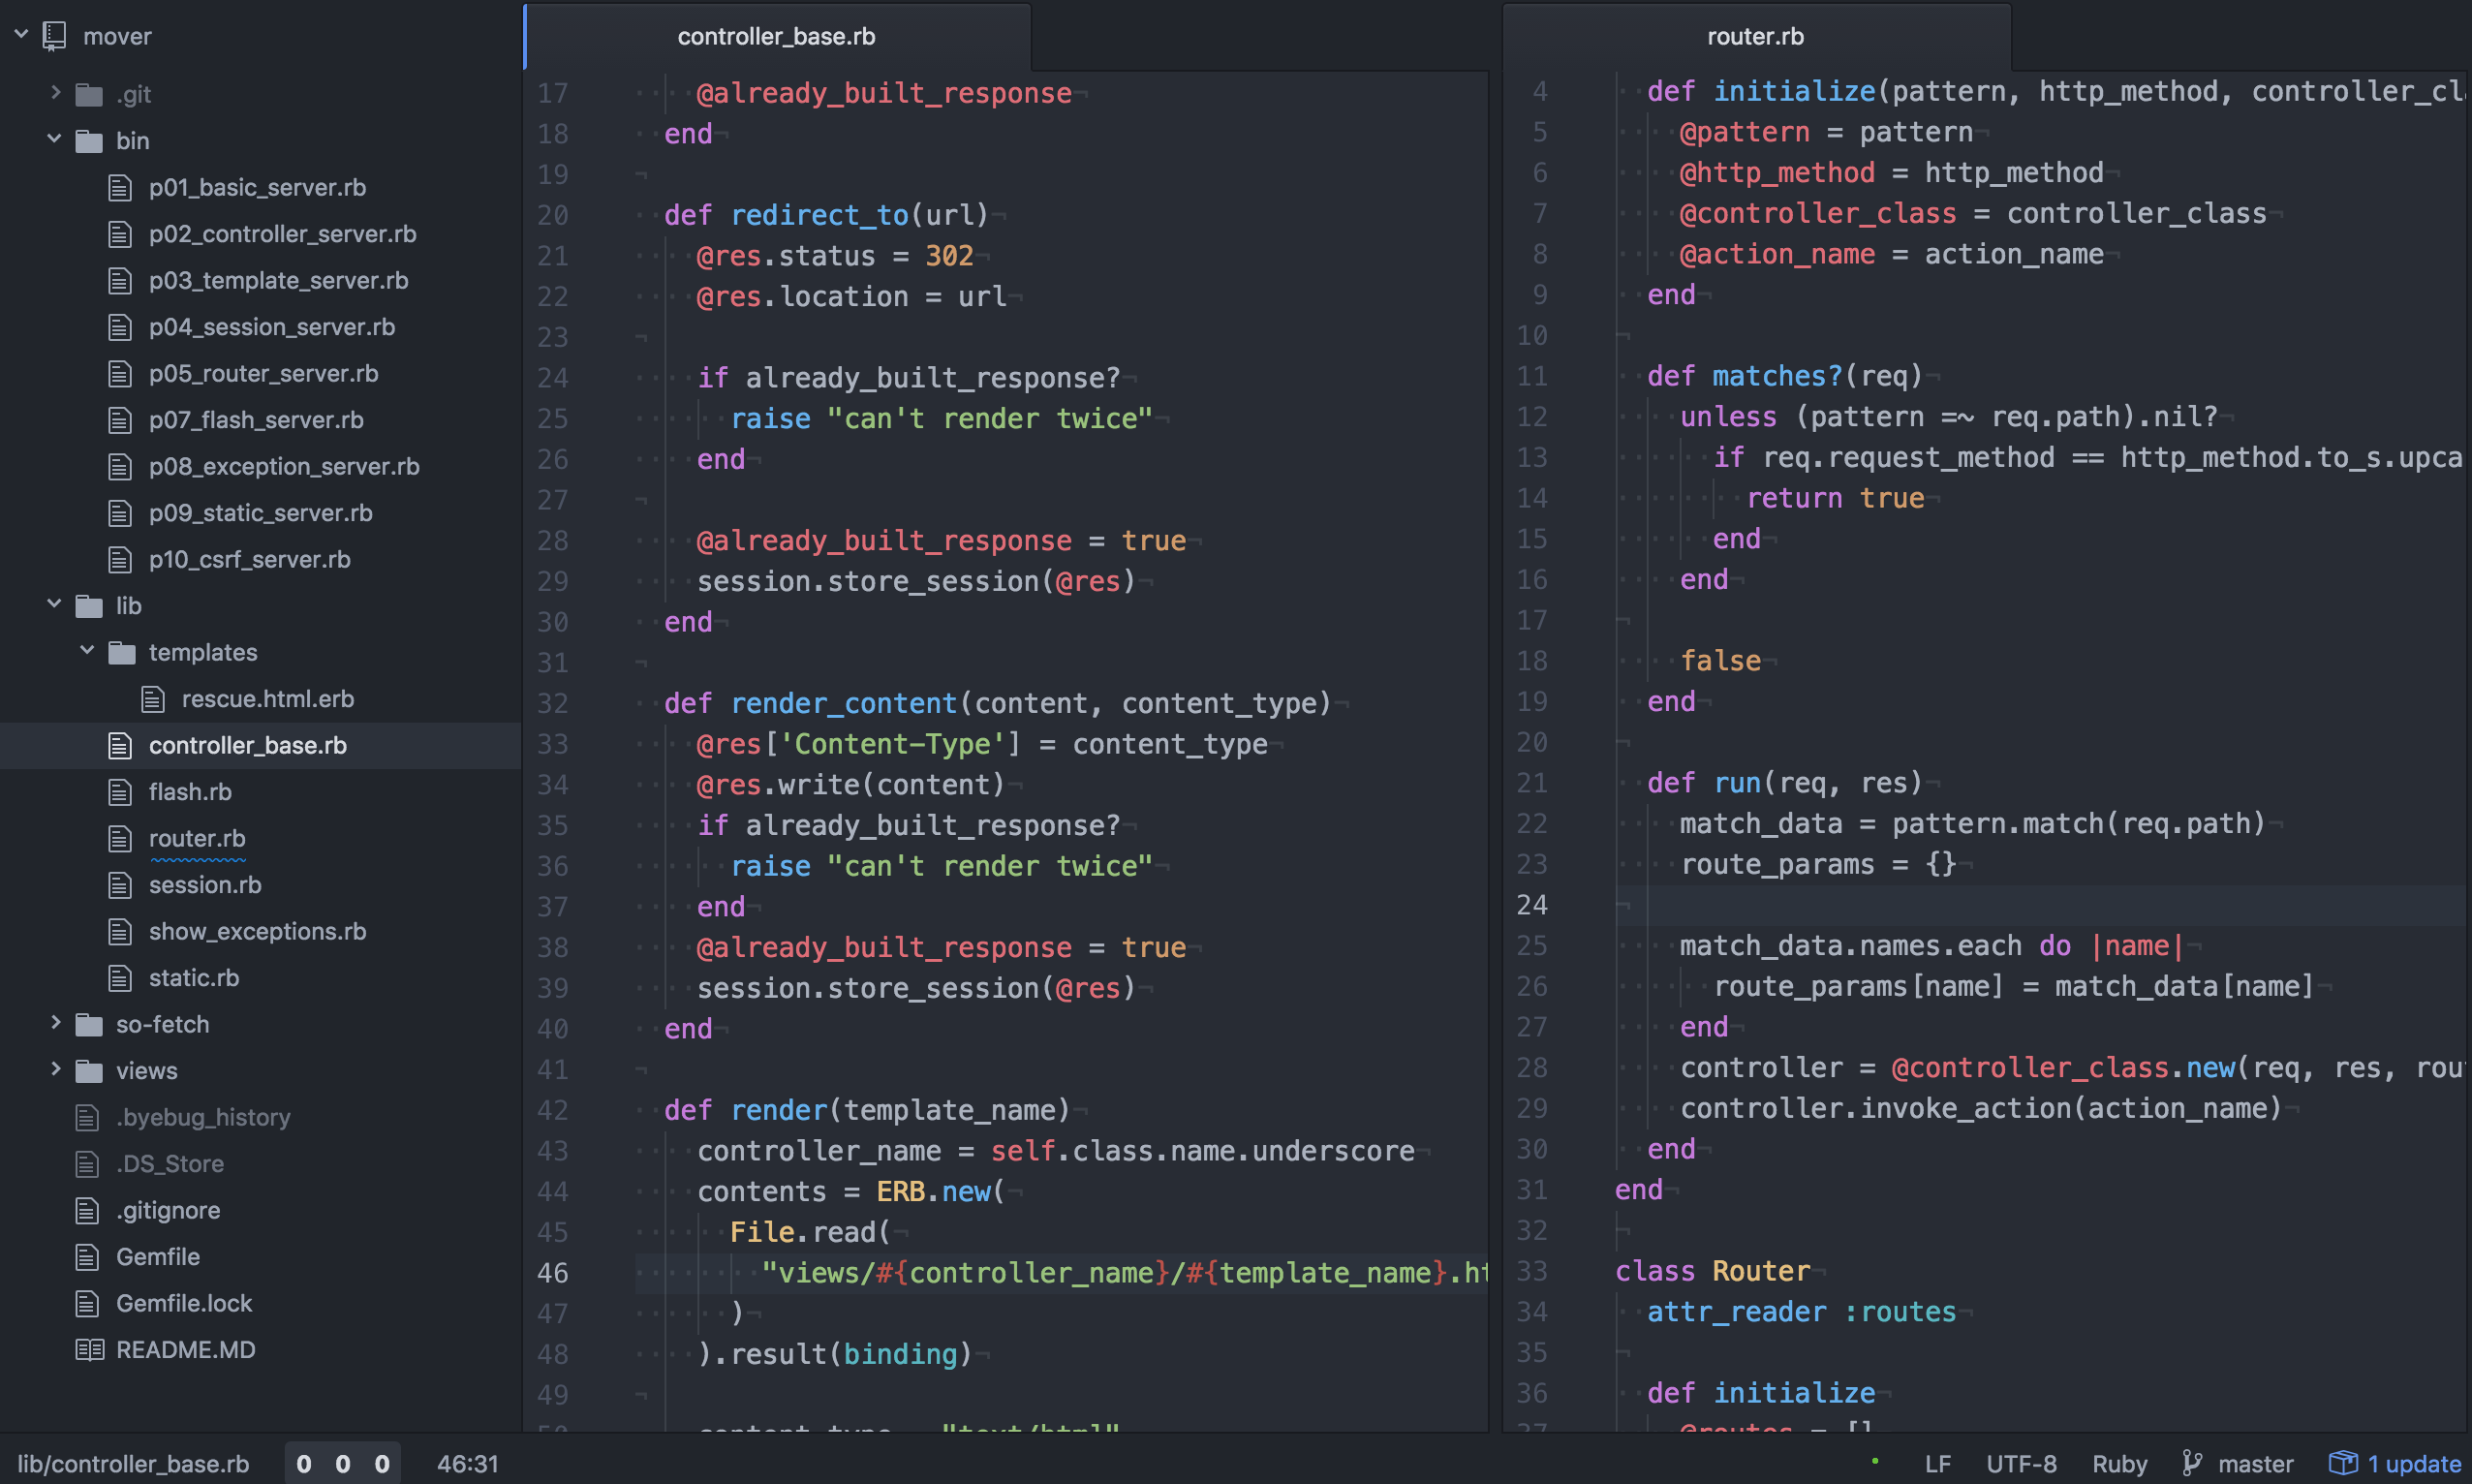 mover
.git
bin
p01_basic_server.rb
p02_controller_server.rb
p03_template_server.rb
p04_session_server.rb
p05_router_server.rb
p07_flash_server.rb
p08_exception_server.rb
p09_static_server.rb
p10_csrf_server.rb
lib
templates
rescue.html.erb
controller_base.rb
flash.rb
router.rb
session.rb
show_exceptions.rb
static.rb
so-fetch
views
.byebug_history
.DS_Store
.gitignore
Gemfile
Gemfile.lock
README.MD
controller_base.rb
17 @already_built_response
18 end
19
20 def redirect_to(url)
21 @res.status = 302
22 @res.location = url
23
24 if already_built_response?
25 raise "can't render twice"
26 end
27
28 @already_built_response = true
29 session.store_session(@res)
30 end
31
32 def render_content(content, content_type)
33 @res['Content-Type'] = content_type
34 @res.write(content)
35 if already_built_response?
36 raise "can't render twice"
37 end
38 @already_built_response = true
39 session.store_session(@res)
40 end
41
42 def render(template_name)
43 controller_name = self.class.name.underscore
44 contents = ERB.new(
45 File.read(
46 "views/#{controller_name}/#{template_name}.ht
47 )
48 ).result(binding)
49
50 content_type = "text/html"
router.rb
4 def initialize(pattern, http_method, controller_cl
5 @pattern = pattern
6 @http_method = http_method
7 @controller_class = controller_class
8 @action_name = action_name
9 end
10
11 def matches?(req)
12 unless (pattern =~ req.path).nil?
13 if req.request_method == http_method.to_s.upca
14 return true
15 end
16 end
17
18 false
19 end
20
21 def run(req, res)
22 match_data = pattern.match(req.path)
23 route_params = {}
24
25 match_data.names.each do |name|
26 route_params[name] = match_data[name]
27 end
28 controller = @controller_class.new(req, res, rou
29 controller.invoke_action(action_name)
30 end
31 end
32
33 class Router
34 attr_reader :routes
35
36 def initialize
37 @routes = []
lib/controller_base.rb 0 0 0 46:31 LF UTF-8 Ruby master 1 update